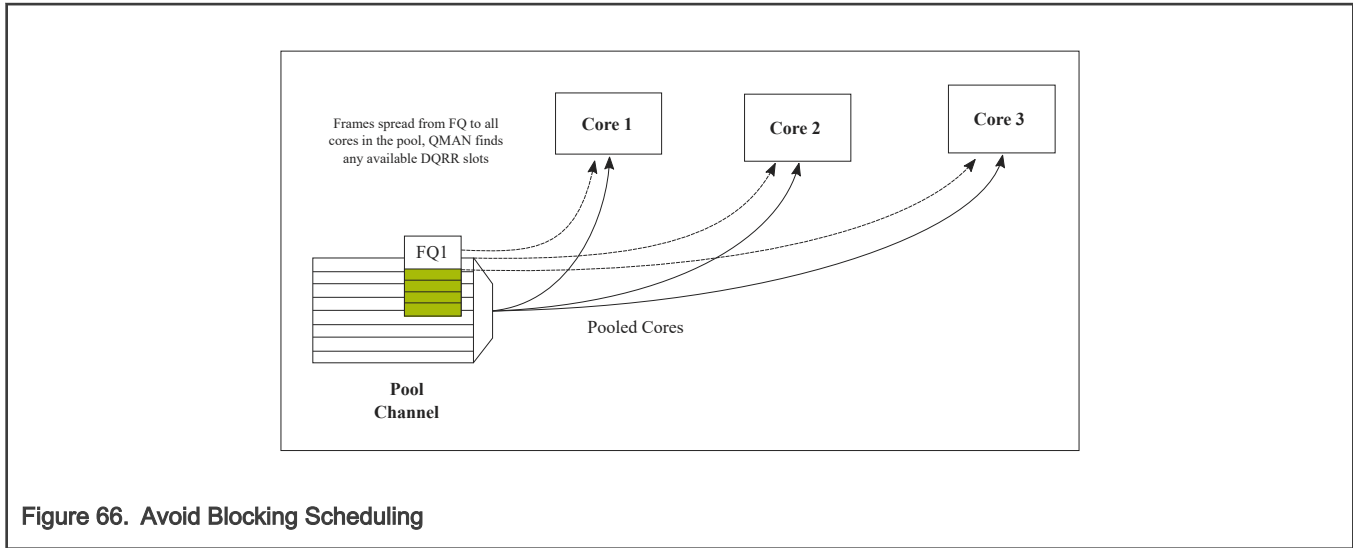 Frames spread from FQ to all
cores in the pool, QMAN finds
any available DQRR slots
Core 1
Core 2
Core 3
FQ1
Pooled Cores
Pool
Channel
Figure 66. Avoid Blocking Scheduling